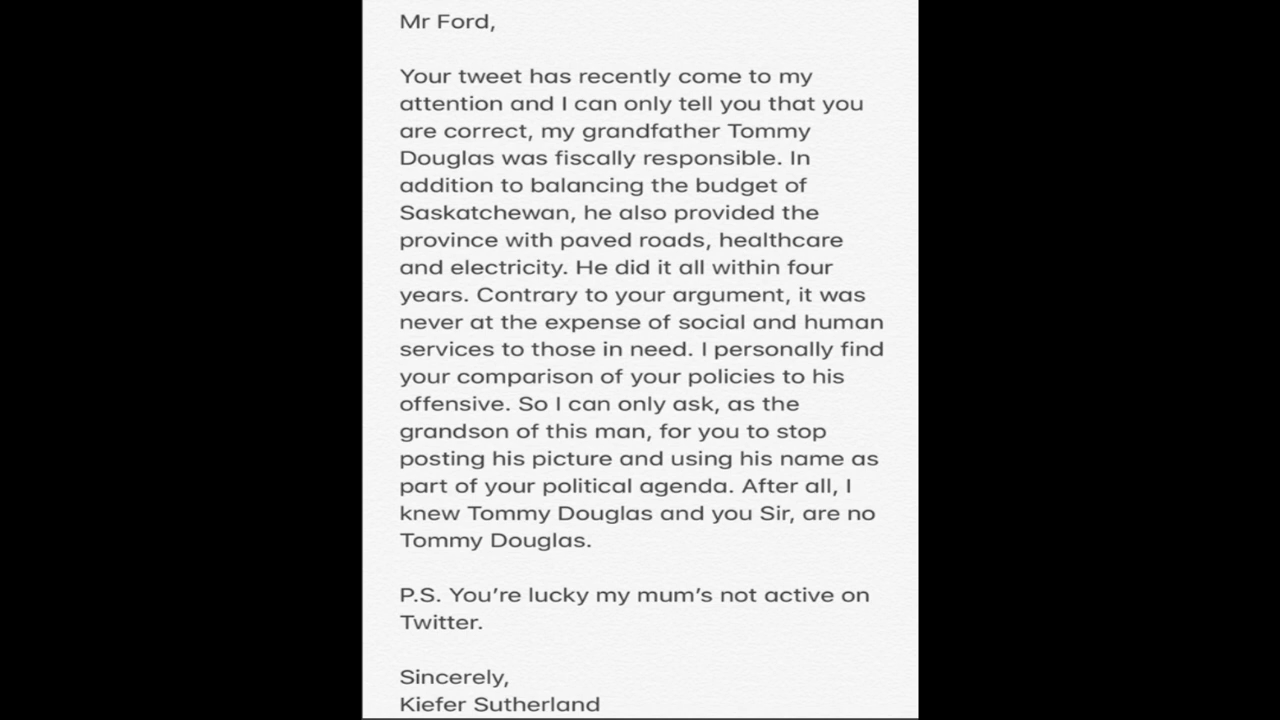 Mr Ford,
Your tweet has recently come to my
attention and I can only tell you that you
are correct, my grandfather Tommy
Douglas was fiscally responsible. In
addition to balancing the budget of
Saskatchewan, he also provided the
province with paved roads, healthcare
and electricity. He did it all within four
years. Contrary to your argument, it was
never at the expense of social and human
services to those in need. I personally find
your comparison of your policies to his
offensive. So I can only ask, as the
grandson of this man, for you to stop
posting his picture and using his name as
part of your political agenda. After all, I
knew Tommy Douglas and you Sir, are no
Tommy Douglas.
P.S. You’re lucky my mum’s not active on
Twitter.
Sincerely,
Kiefer Sutherland